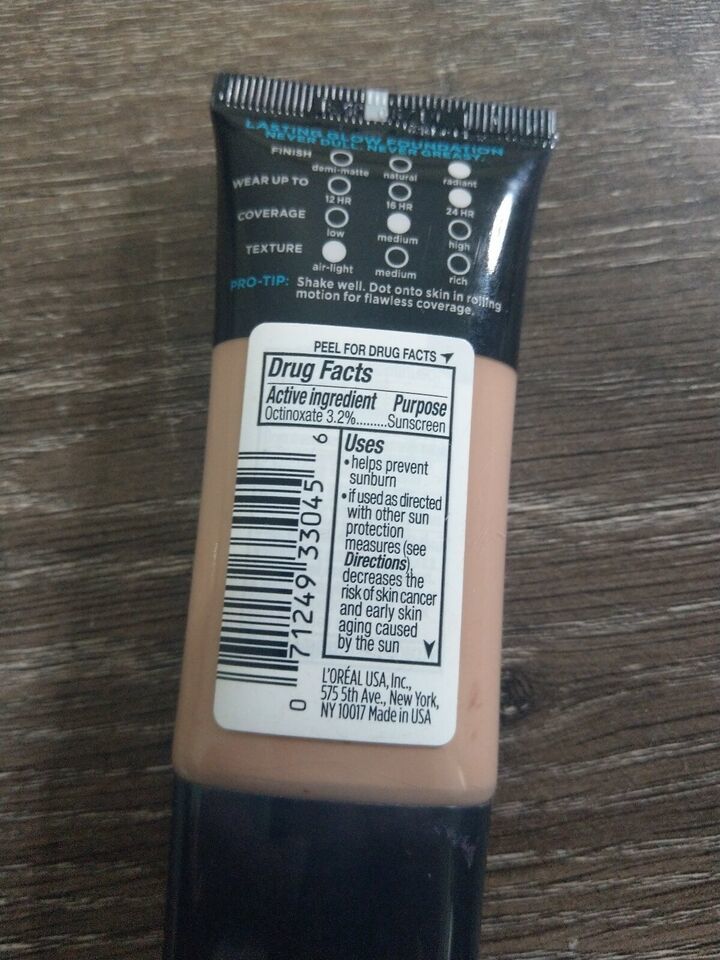 LASTING GLOW FOUNDATION
NEVER DULL. NEVER GREASY.
FINISH
demi-matte natural radiant
WEAR UP TO
12 HR 16 HR 24 HR
COVERAGE
low medium high
TEXTURE
air-light medium rich
PRO-TIP: Shake well. Dot onto skin in rolling
motion for flawless coverage.
PEEL FOR DRUG FACTS
Drug Facts
Active ingredient Purpose
Octinoxate 3.2%.........Sunscreen
Uses
• helps prevent
sunburn
• if used as directed
with other sun
protection
measures (see
Directions),
decreases the
risk of skin cancer
and early skin
aging caused
by the sun
0 71249 33045 6
L'ORÉAL USA, Inc.,
575 5th Ave., New York,
NY 10017 Made in USA